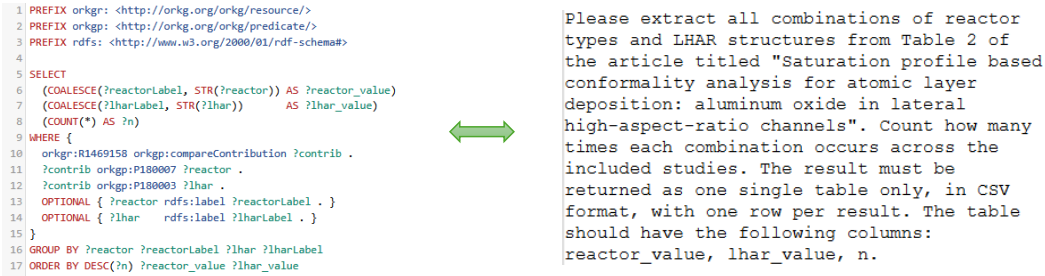 1 PREFIX orkgr: <http://orkg.org/orkg/resource/>
2 PREFIX orkgp: <http://orkg.org/orkg/predicate/>
3 PREFIX rdfs: <http://www.w3.org/2000/01/rdf-schema#>
4
5 SELECT
6 (COALESCE(?reactorLabel, STR(?reactor)) AS ?reactor_value)
7 (COALESCE(?lharLabel, STR(?lhar)) AS ?lhar_value)
8 (COUNT(*) AS ?n)
9 WHERE {
10 orkgr:R1469158 orkgp:compareContribution ?contrib .
11 ?contrib orkgp:P180007 ?reactor .
12 ?contrib orkgp:P180003 ?lhar .
13 OPTIONAL { ?reactor rdfs:label ?reactorLabel . }
14 OPTIONAL { ?lhar rdfs:label ?lharLabel . }
15 }
16 GROUP BY ?reactor ?reactorLabel ?lhar ?lharLabel
17 ORDER BY DESC(?n) ?reactor_value ?lhar_value
Please extract all combinations of reactor
types and LHAR structures from Table 2 of
the article titled "Saturation profile based
conformality analysis for atomic layer
deposition: aluminum oxide in lateral
high-aspect-ratio channels". Count how many
times each combination occurs across the
included studies. The result must be
returned as one single table only, in CSV
format, with one row per result. The table
should have the following columns:
reactor_value, lhar_value, n.